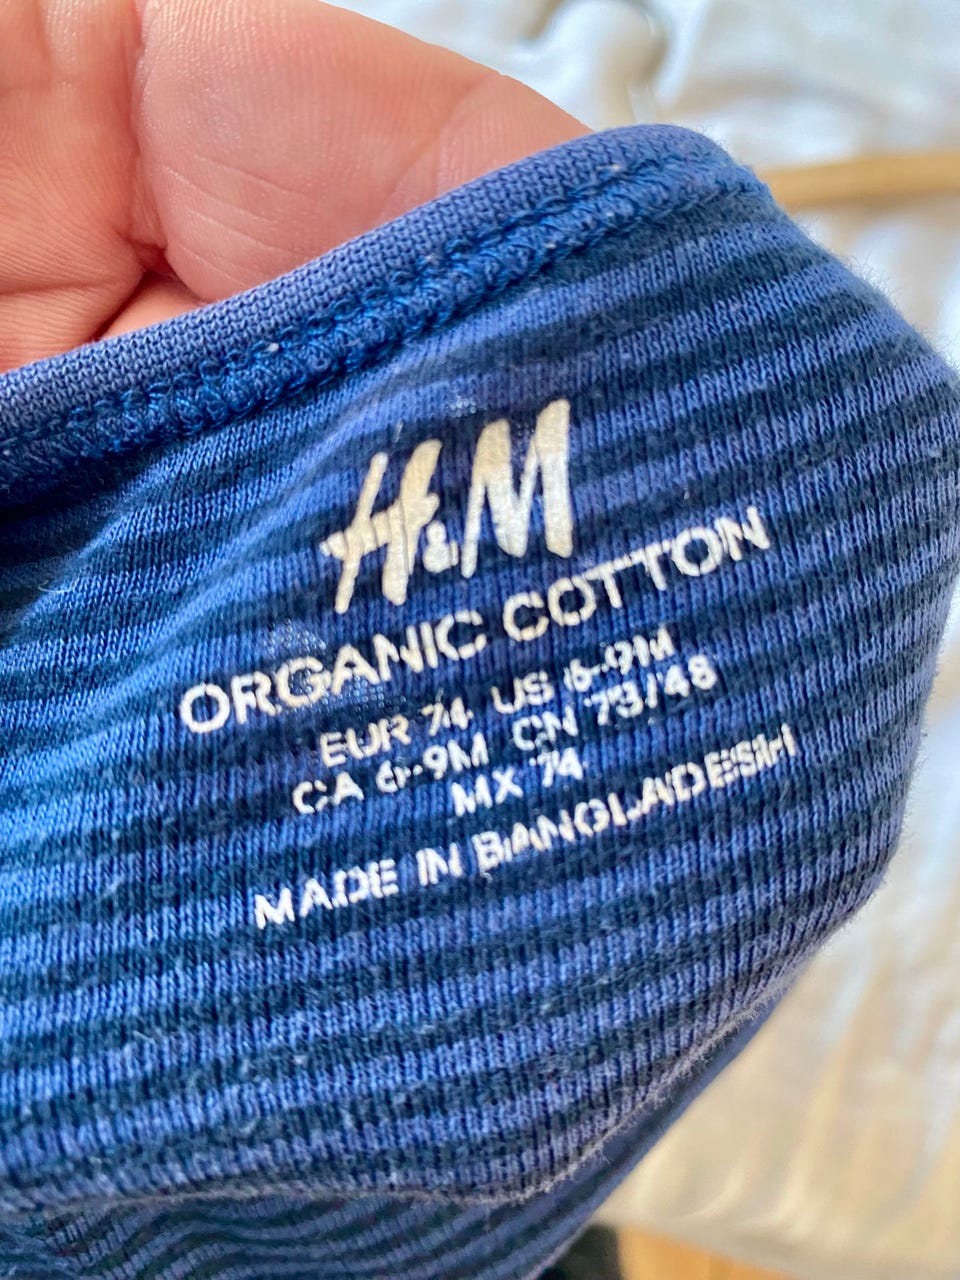 H&M
ORGANIC COTTON
EUR 74 US 6-9M
CA 6-9M CN 73/48
MX 74
MADE IN BANGLADESH